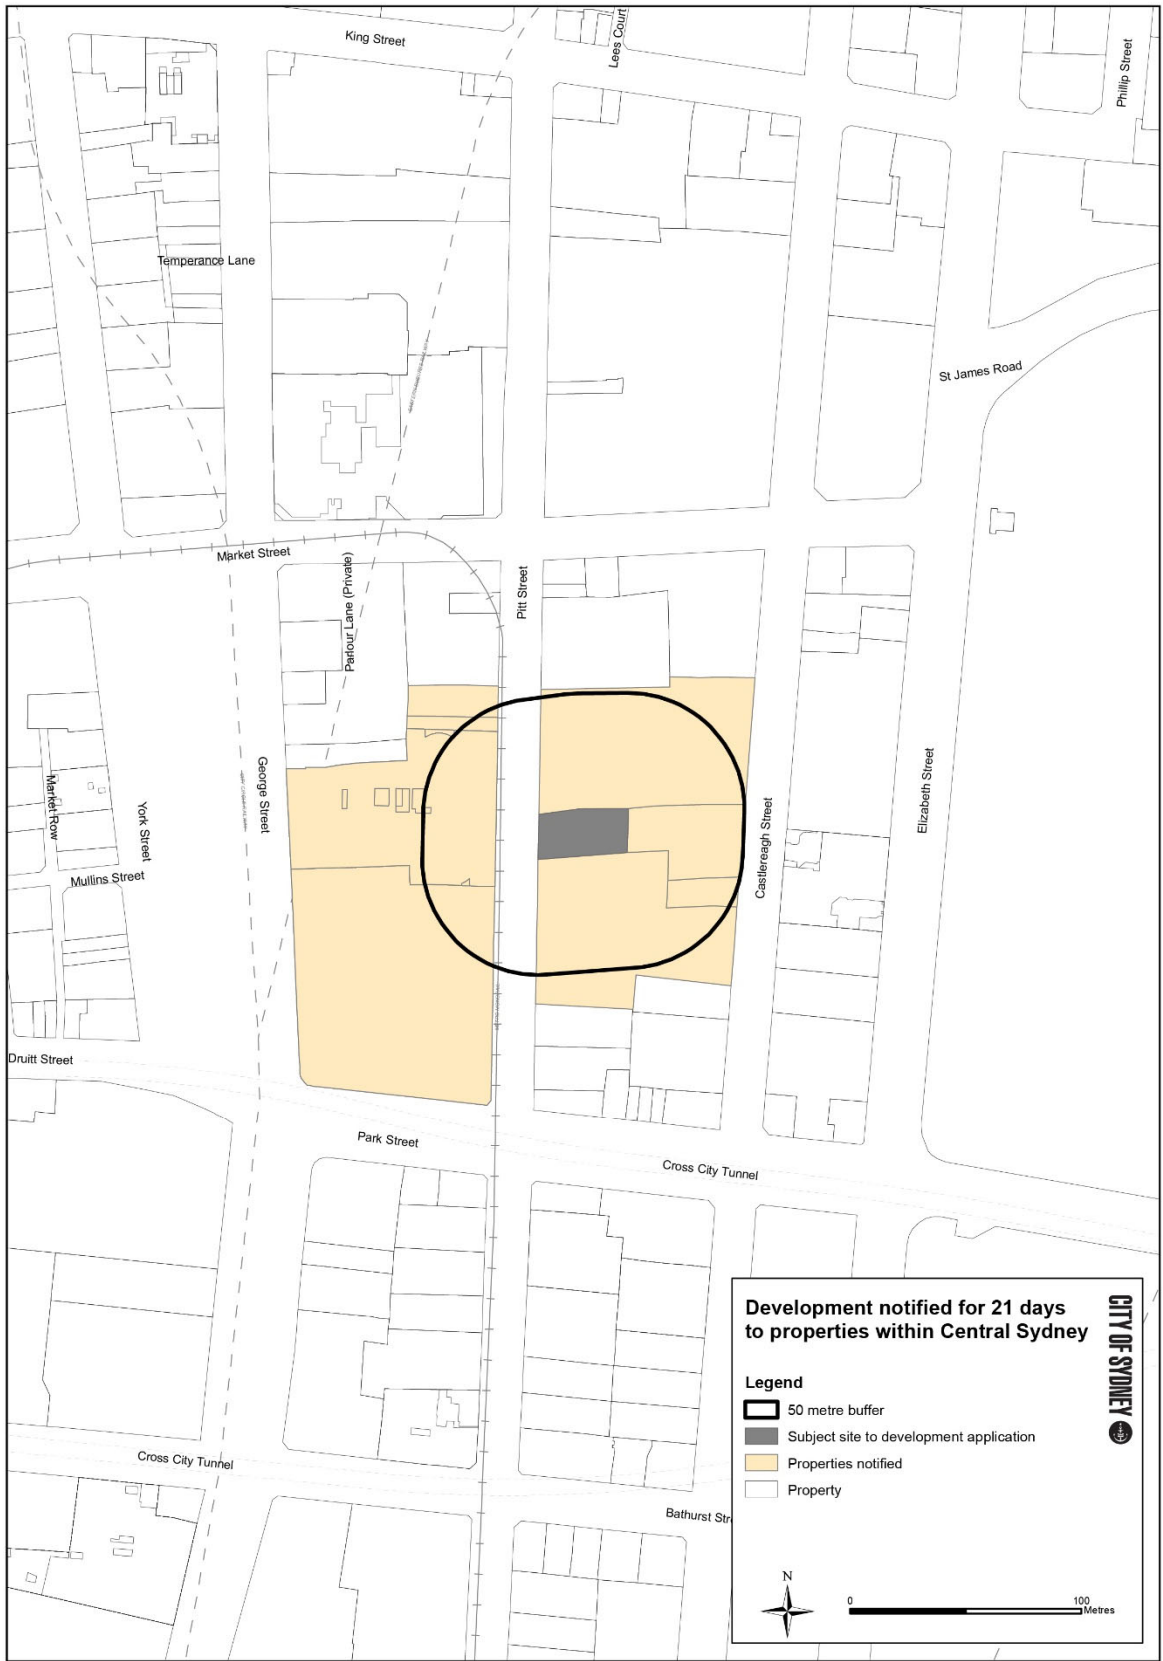 King Street
Lees Court
Phillip Street
Temperance Lane
St James Road
Market Street
Parlour Lane (Private)
Pitt Street
George Street
Market Row
York Street
Mullins Street
Castlereagh Street
Elizabeth Street
Druitt Street
Park Street
Cross City Tunnel
Cross City Tunnel
Bathurst Str
Development notified for 21 days
to properties within Central Sydney
Legend
50 metre buffer
Subject site to development application
Properties notified
Property
CITY OF SYDNEY
N
0
100
Metres